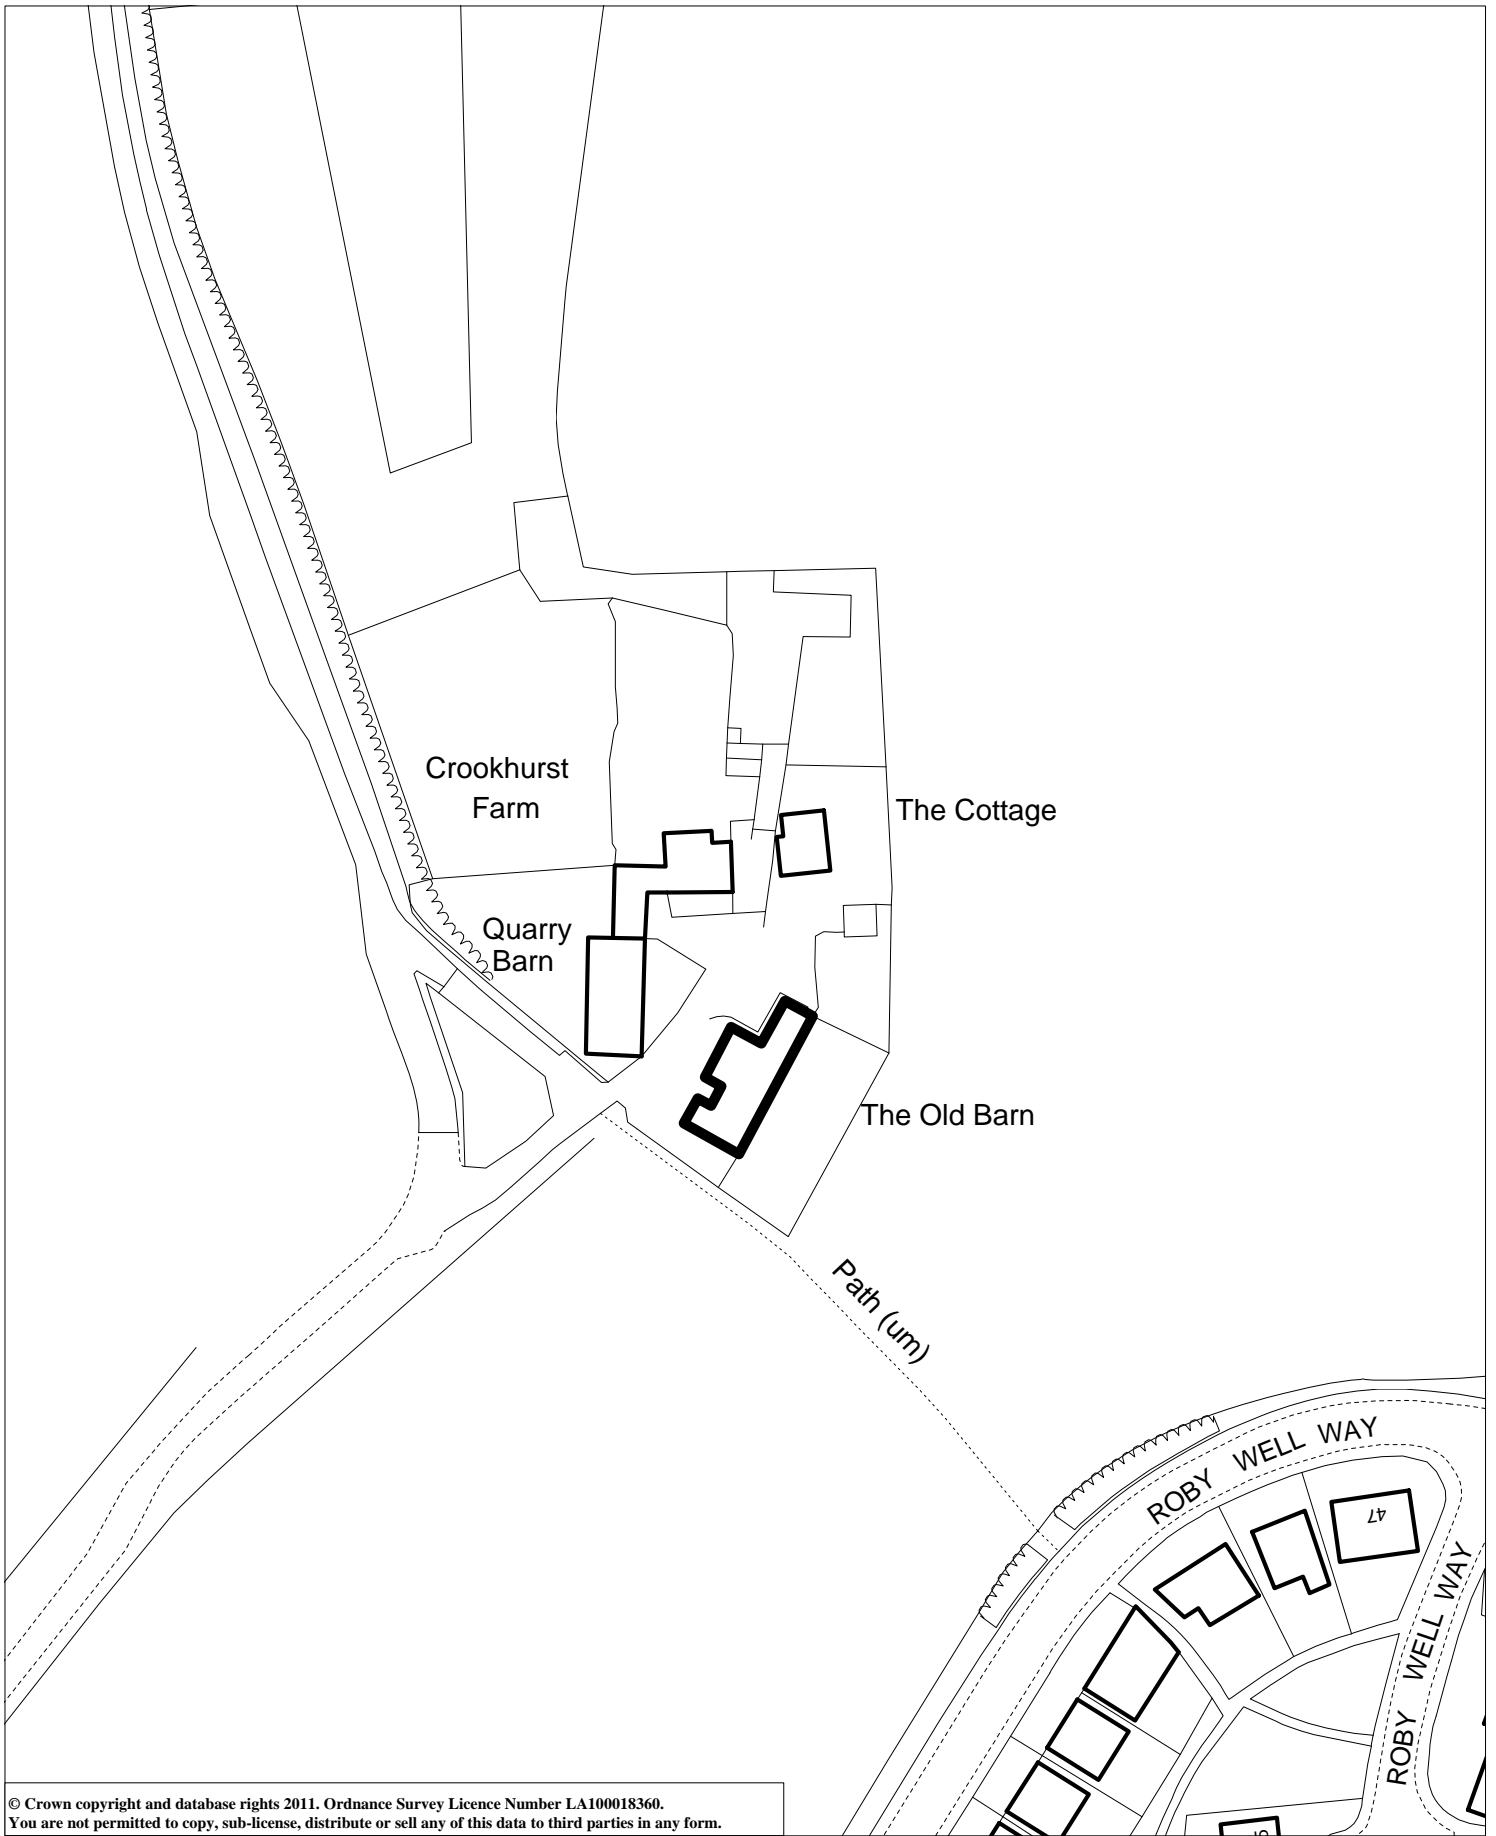 Crookhurst
Farm
The Cottage
Quarry
Barn
The Old Barn
Path (um)
ROBY WELL WAY
47
ROBY WELL WAY
© Crown copyright and database rights 2011. Ordnance Survey Licence Number LA100018360.
You are not permitted to copy, sub-license, distribute or sell any of this data to third parties in any form.